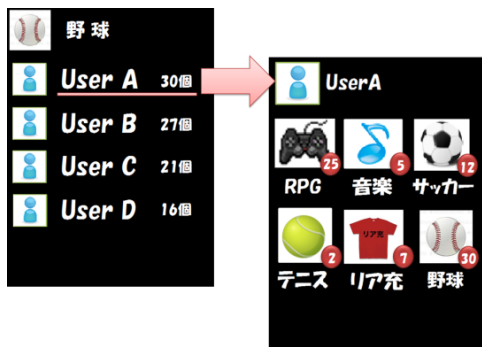 野球
User A 30個
User B 27個
User C 21個
User D 16個
UserA
25 5 12
RPG 音楽 サッカー
リア充
2 7 30
テニス リア充 野球